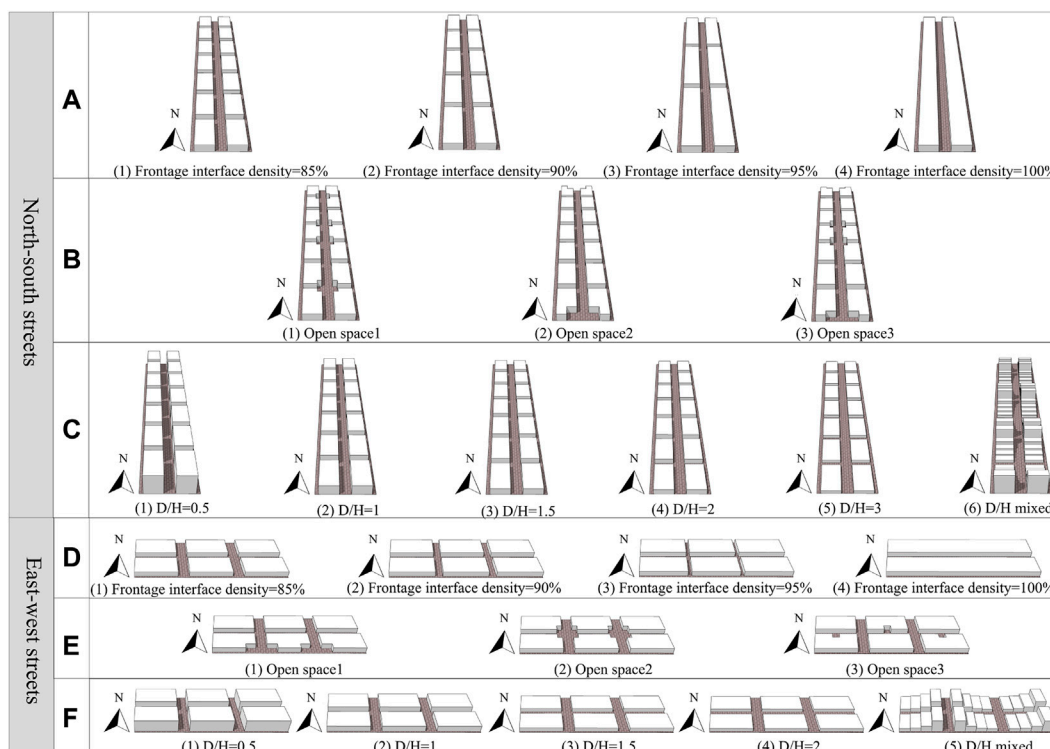 North-south streets
A
N
N
N
N
(1) Frontage interface density=85%
(2) Frontage interface density=90%
(3) Frontage interface density=95%
(4) Frontage interface density=100%
B
N
N
N
(1) Open space1
(2) Open space2
(3) Open space3
C
N
N
N
N
N
N
(1) D/H=0.5
(2) D/H=1
(3) D/H=1.5
(4) D/H=2
(5) D/H=3
(6) D/H mixed
East-west streets
D
N
N
N
N
(1) Frontage interface density=85%
(2) Frontage interface density=90%
(3) Frontage interface density=95%
(4) Frontage interface density=100%
E
N
N
N
(1) Open space1
(2) Open space2
(3) Open space3
F
N
N
N
N
N
(1) D/H=0.5
(2) D/H=1
(3) D/H=1.5
(4) D/H=2
(5) D/H mixed